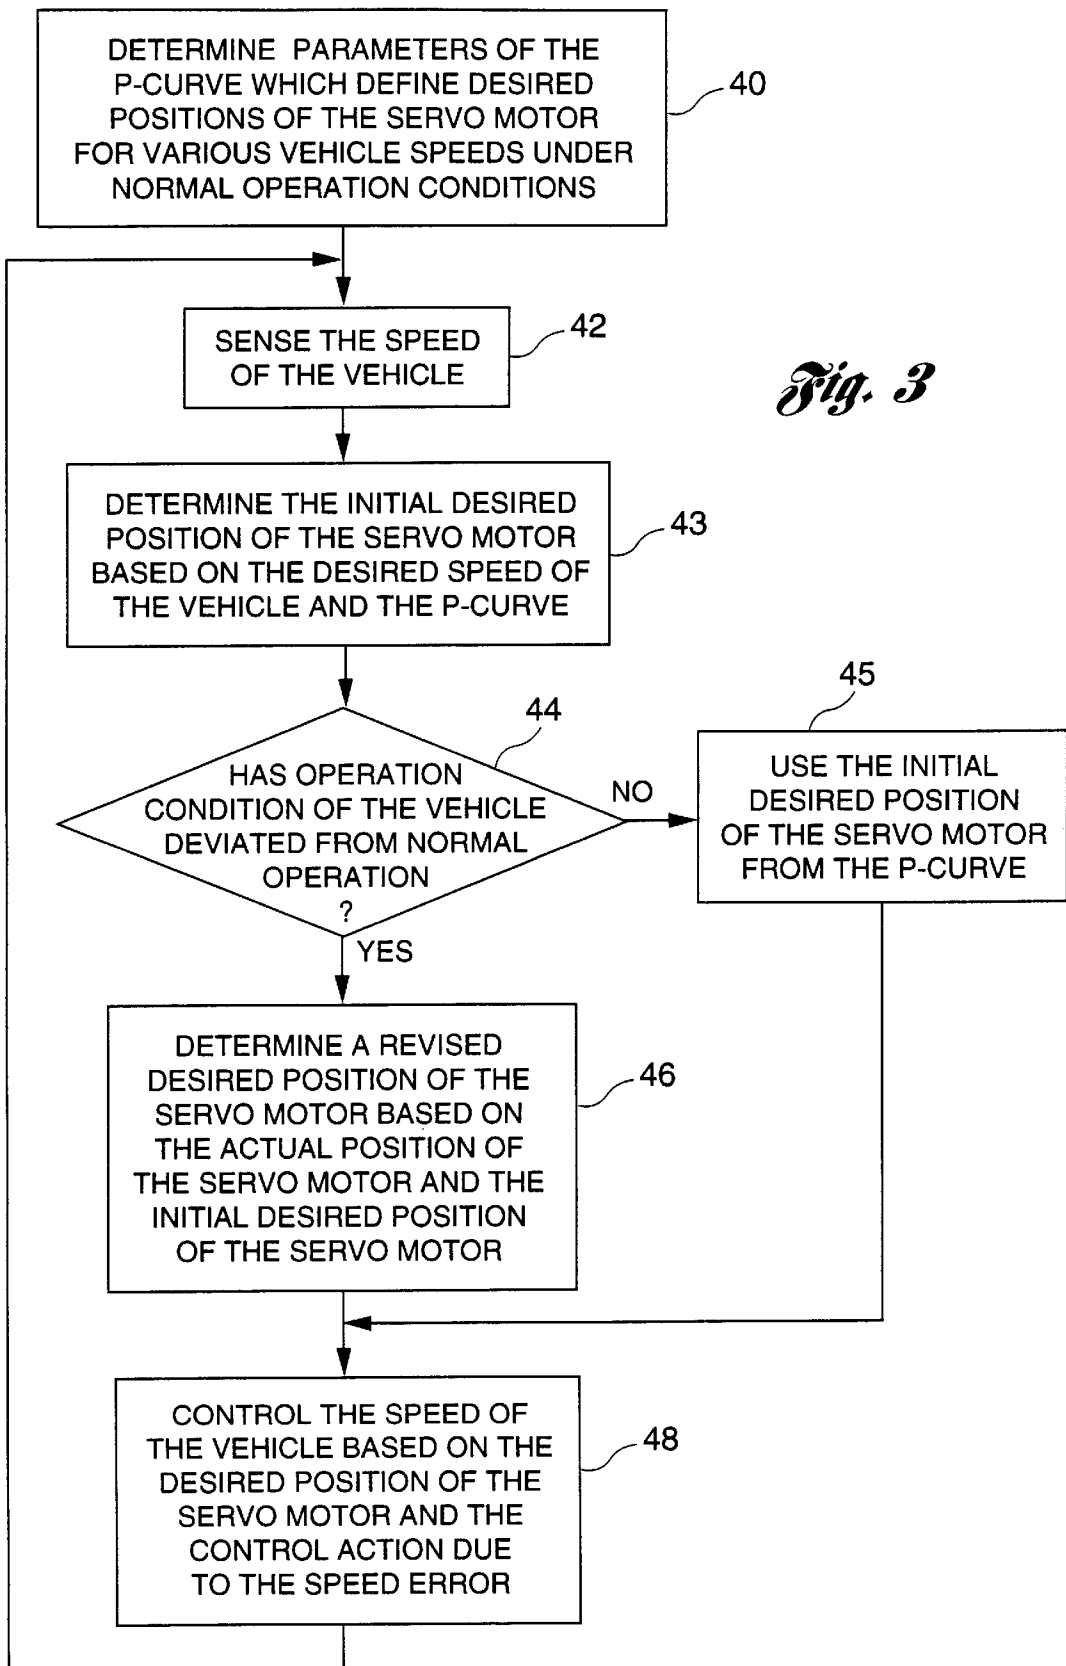 DETERMINE PARAMETERS OF THE
P-CURVE WHICH DEFINE DESIRED
POSITIONS OF THE SERVO MOTOR
FOR VARIOUS VEHICLE SPEEDS UNDER
NORMAL OPERATION CONDITIONS
40
SENSE THE SPEED
OF THE VEHICLE
42
Fig. 3
DETERMINE THE INITIAL DESIRED
POSITION OF THE SERVO MOTOR
BASED ON THE DESIRED SPEED OF
THE VEHICLE AND THE P-CURVE
43
HAS OPERATION
CONDITION OF THE VEHICLE
DEVIATED FROM NORMAL
OPERATION
?
44
NO
YES
45
USE THE INITIAL
DESIRED POSITION
OF THE SERVO MOTOR
FROM THE P-CURVE
DETERMINE A REVISED
DESIRED POSITION OF THE
SERVO MOTOR BASED ON
THE ACTUAL POSITION OF
THE SERVO MOTOR AND THE
INITIAL DESIRED POSITION
OF THE SERVO MOTOR
46
CONTROL THE SPEED OF
THE VEHICLE BASED ON THE
DESIRED POSITION OF THE
SERVO MOTOR AND THE
CONTROL ACTION DUE
TO THE SPEED ERROR
48